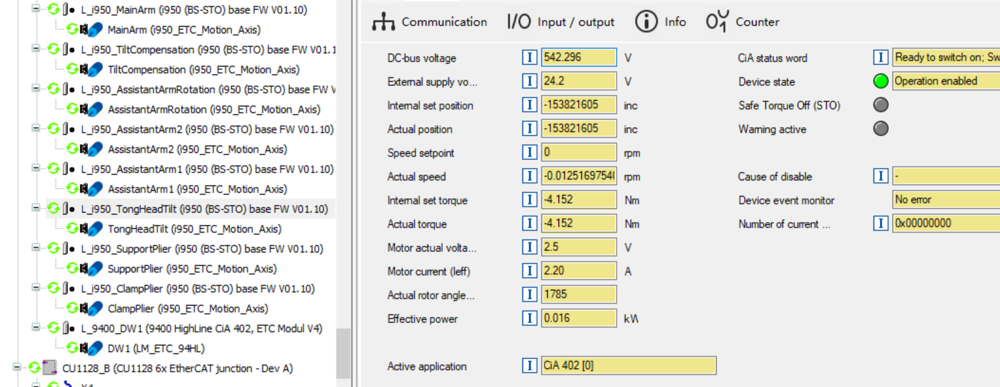 L_i950_MainArm (i950 (BS-STO) base FW V01.10)
MainArm (i950_ETC_Motion_Axis)
L_i950_TiltCompensation (i950 (BS-STO) base FW V01.1
TiltCompensation (i950_ETC_Motion_Axis)
L_i950_AssistantArmRotation (i950 (BS-STO) base FW V
AssistantArmRotation (i950_ETC_Motion_Axis)
L_i950_AssistantArm2 (i950 (BS-STO) base FW V01.10)
AssistantArm2 (i950_ETC_Motion_Axis)
L_i950_AssistantArm1 (i950 (BS-STO) base FW V01.10)
AssistantArm1 (i950_ETC_Motion_Axis)
L_i950_TongHeadTilt (i950 (BS-STO) base FW V01.10)
TongHeadTilt (i950_ETC_Motion_Axis)
L_i950_SupportPlier (i950 (BS-STO) base FW V01.10)
SupportPlier (i950_ETC_Motion_Axis)
L_i950_ClampPlier (i950 (BS-STO) base FW V01.10)
ClampPlier (i950_ETC_Motion_Axis)
L_9400_DW1 (9400 HighLine CiA 402, ETC Modul V4)
DW1 (LM_ETC_94HL)
CU1128_B (CU1128 6x EtherCAT junction - Dev A)
Communication I/O Input / output Info Counter
DC-bus voltage I 542.296 V
External supply vo... I 24.2 V
Internal set position I -153821605 inc
Actual position I -153821605 inc
Speed setpoint I 0 rpm
Actual speed I -0.0125169754 rpm
Internal set torque I -4.152 Nm
Actual torque I -4.152 Nm
Motor actual volta... I 2.5 V
Motor current (Ieff) I 2.20 A
Actual rotor angle... I 1785
Effective power I 0.016 kW
Active application I CiA 402 [0]
CiA status word I Ready to switch on; Sw
Device state Operation enabled
Safe Torque Off (STO)
Warning active
Cause of disable I -
Device event monitor No error
Number of current ... I 0x00000000